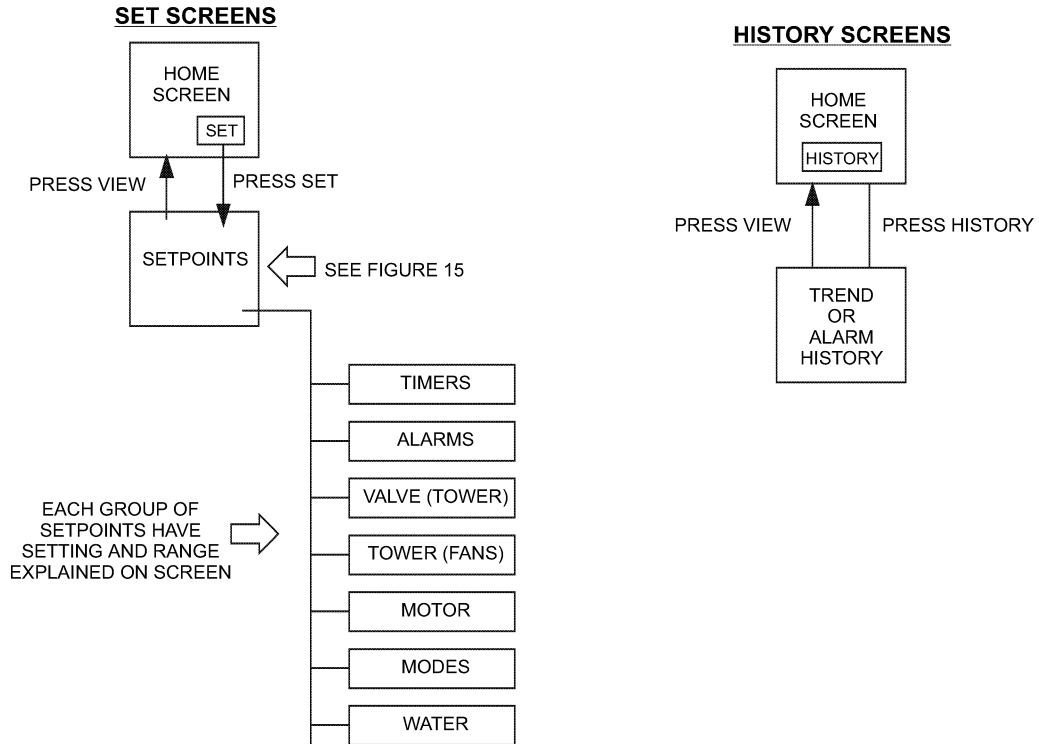 SET SCREENS
HOME
SCREEN
SET
PRESS VIEW
PRESS SET
SETPOINTS
SEE FIGURE 15
TIMERS
ALARMS
VALVE (TOWER)
TOWER (FANS)
MOTOR
MODES
WATER
EACH GROUP OF
SETPOINTS HAVE
SETTING AND RANGE
EXPLAINED ON SCREEN
HISTORY SCREENS
HOME
SCREEN
HISTORY
PRESS VIEW
PRESS HISTORY
TREND
OR
ALARM
HISTORY